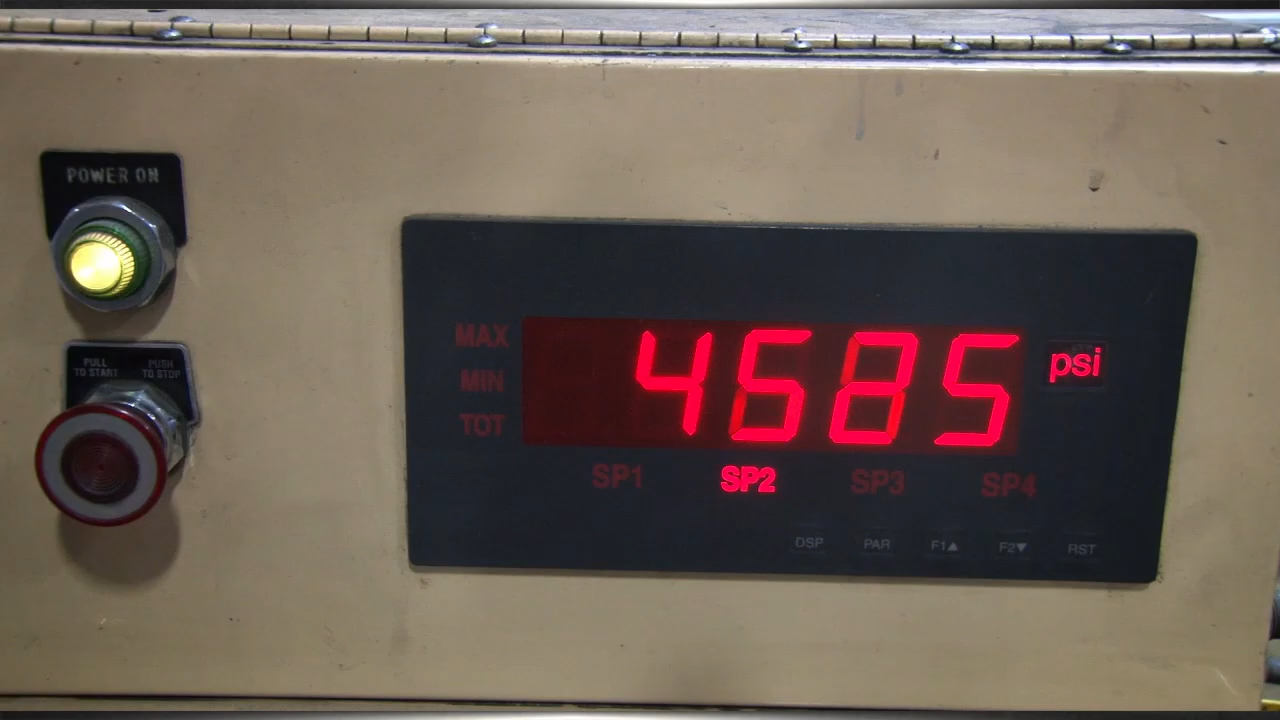 POWER ON
PULL TO START
PUSH TO STOP
MAX
MIN
TOT
4685
psi
SP1 SP2 SP3 SP4
DSP PAR F1▲ F2▼ RST